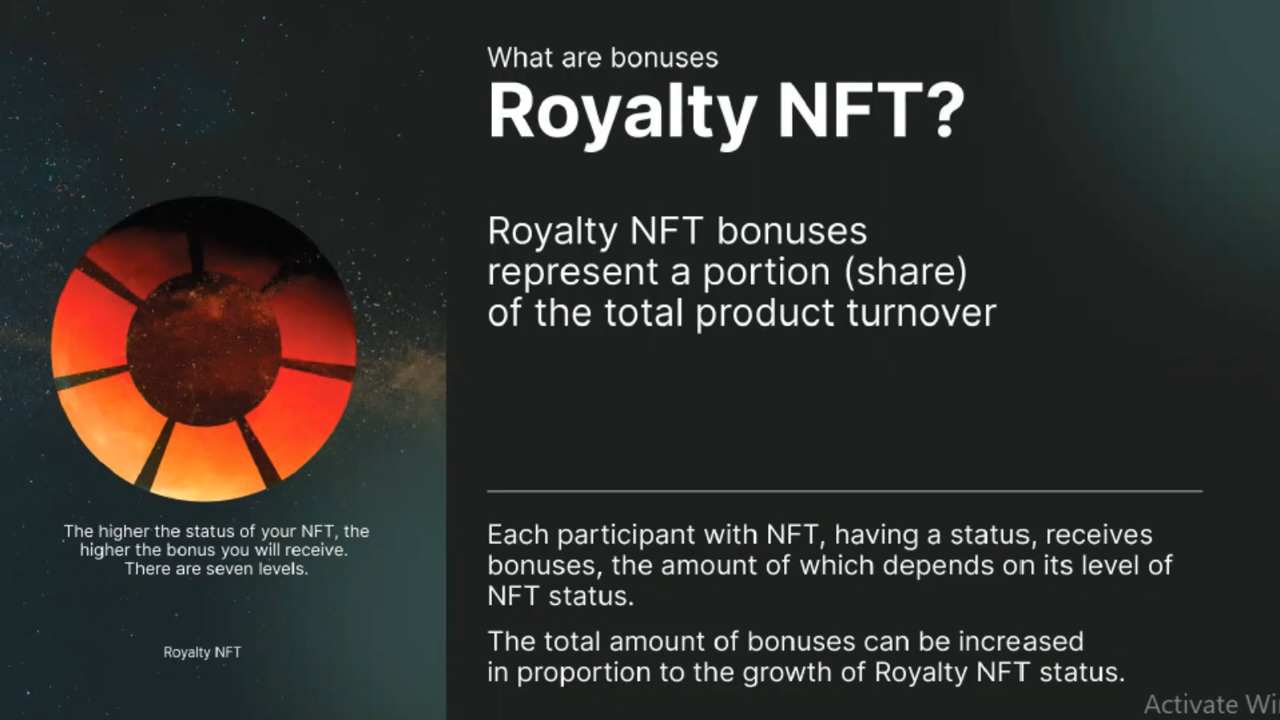 What are bonuses
Royalty NFT?
Royalty NFT bonuses
represent a portion (share)
of the total product turnover
The higher the status of your NFT, the
higher the bonus you will receive.
There are seven levels.
Royalty NFT
Each participant with NFT, having a status, receives
bonuses, the amount of which depends on its level of
NFT status.
The total amount of bonuses can be increased
in proportion to the growth of Royalty NFT status.
Activate